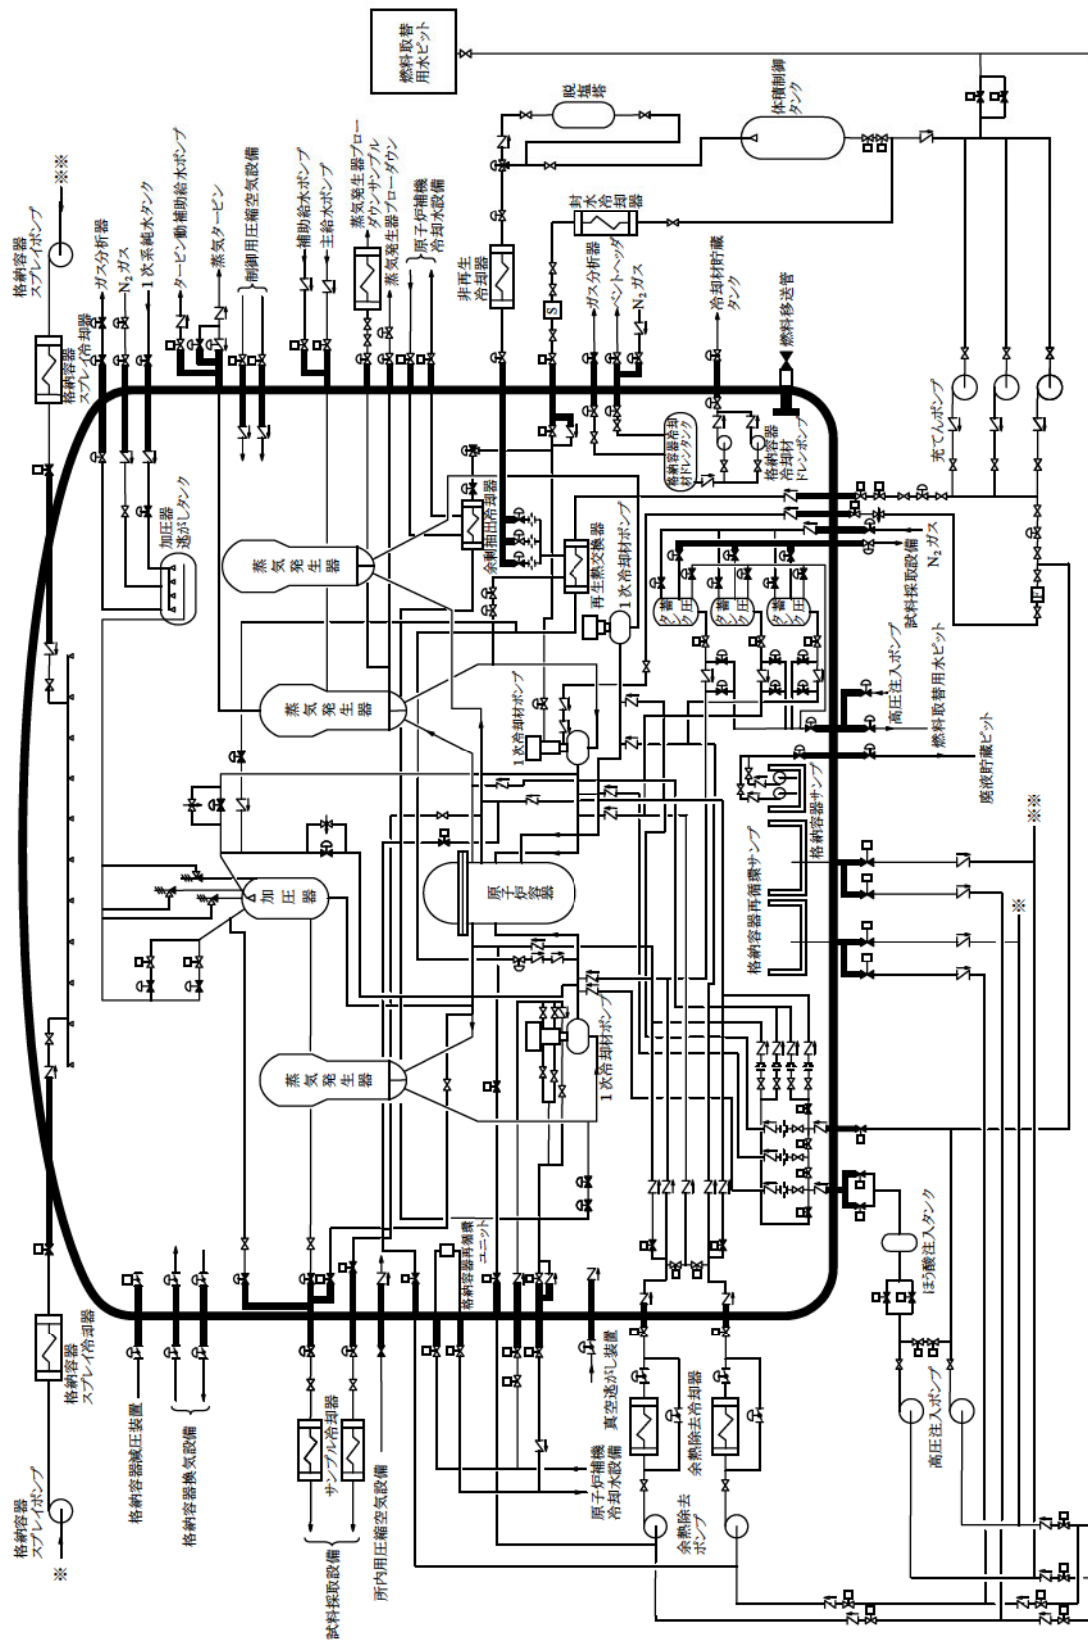 格納容器
スプレイポンプ
※
格納容器
スプレイ冷却器
格納容器減圧装置
格納容器換気設備
サンプル冷却器
試料採取設備
所内用圧縮空気設備
格納容器再循環
ユニット
原子炉補機
冷却水設備
真空逃がし装置
余熱除去冷却器
余熱除去
ポンプ
高圧注入ポンプ
ほう酸注入タンク
蒸気発生器
1次冷却材ポンプ
加圧器
原子炉容器
格納容器再循環サンプ
格納容器サンプ
※
※※
廃液貯蔵ピット
燃料取替用水ピット
高圧注入ポンプ
蒸気発生器
1次冷却材ポンプ
蒸気発生器
1次冷却材ポンプ
再生熱交換器
余剰抽出冷却器
蓄圧
タンク
蓄圧
タンク
蓄圧
タンク
試料採取設備
N₂ガス
加圧器
逃がしタンク
格納容器冷却
材ドレンタンク
格納容器
冷却材
ドレンポンプ
充てんポンプ
格納容器
スプレイ冷却器
格納容器
スプレイポンプ
※※
ガス分析器
N₂ガス
1次系純水タンク
タービン動補助給水ポンプ
蒸気タービン
制御用圧縮空気設備
補助給水ポンプ
主給水ポンプ
蒸気発生器ブロー
ダウンサンプル
蒸気発生器ブローダウン
原子炉補機
冷却水設備
非再生
冷却器
封水冷却器
S
ガス分析器
ベントヘッダ
N₂ガス
冷却材貯蔵
タンク
燃料移送管
脱塩塔
体積制御
タンク
燃料取替
用水ピット